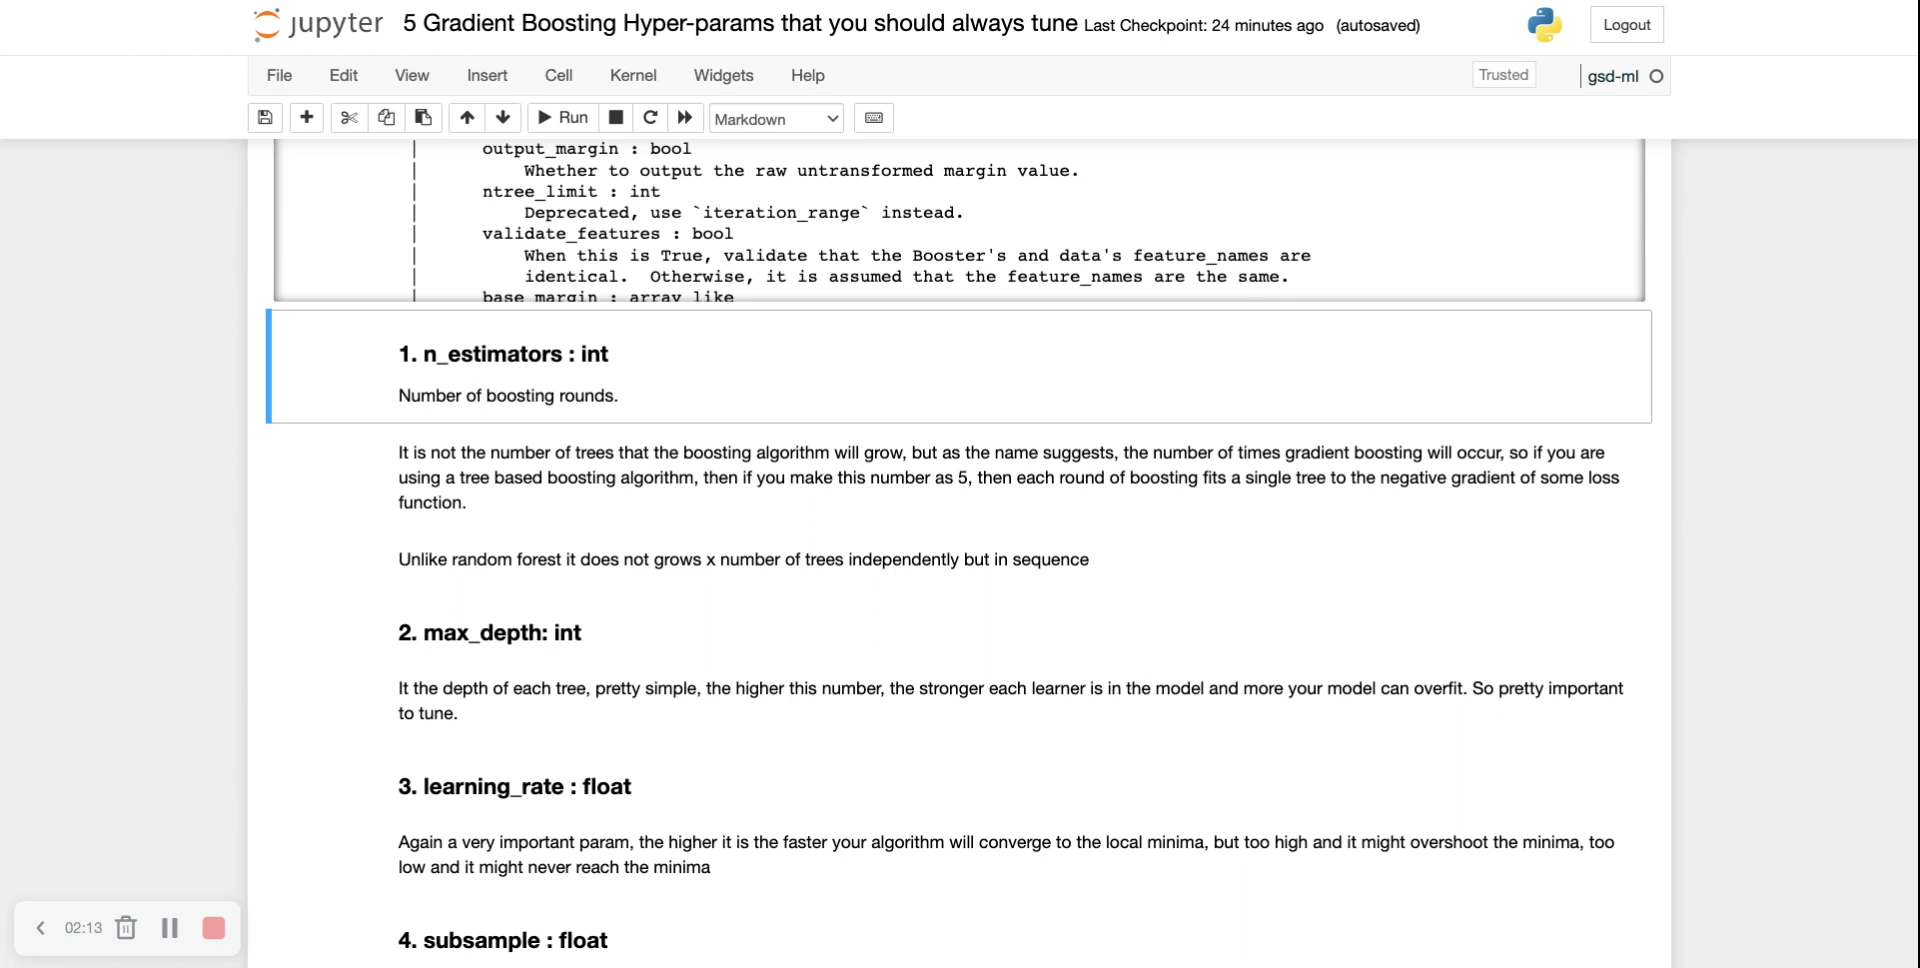 jupyter 5 Gradient Boosting Hyper-params that you should always tune Last Checkpoint: 24 minutes ago (autosaved) Logout
File Edit View Insert Cell Kernel Widgets Help Trusted gsd-ml
Run Markdown
output_margin : bool
Whether to output the raw untransformed margin value.
ntree_limit : int
Deprecated, use `iteration_range` instead.
validate_features : bool
When this is True, validate that the Booster's and data's feature_names are
identical. Otherwise, it is assumed that the feature_names are the same.
base_margin : array_like
1. n_estimators : int
Number of boosting rounds.
It is not the number of trees that the boosting algorithm will grow, but as the name suggests, the number of times gradient boosting will occur, so if you are
using a tree based boosting algorithm, then if you make this number as 5, then each round of boosting fits a single tree to the negative gradient of some loss
function.
Unlike random forest it does not grows x number of trees independently but in sequence
2. max_depth: int
It the depth of each tree, pretty simple, the higher this number, the stronger each learner is in the model and more your model can overfit. So pretty important
to tune.
3. learning_rate : float
Again a very important param, the higher it is the faster your algorithm will converge to the local minima, but too high and it might overshoot the minima, too
low and it might never reach the minima
02:13
4. subsample : float